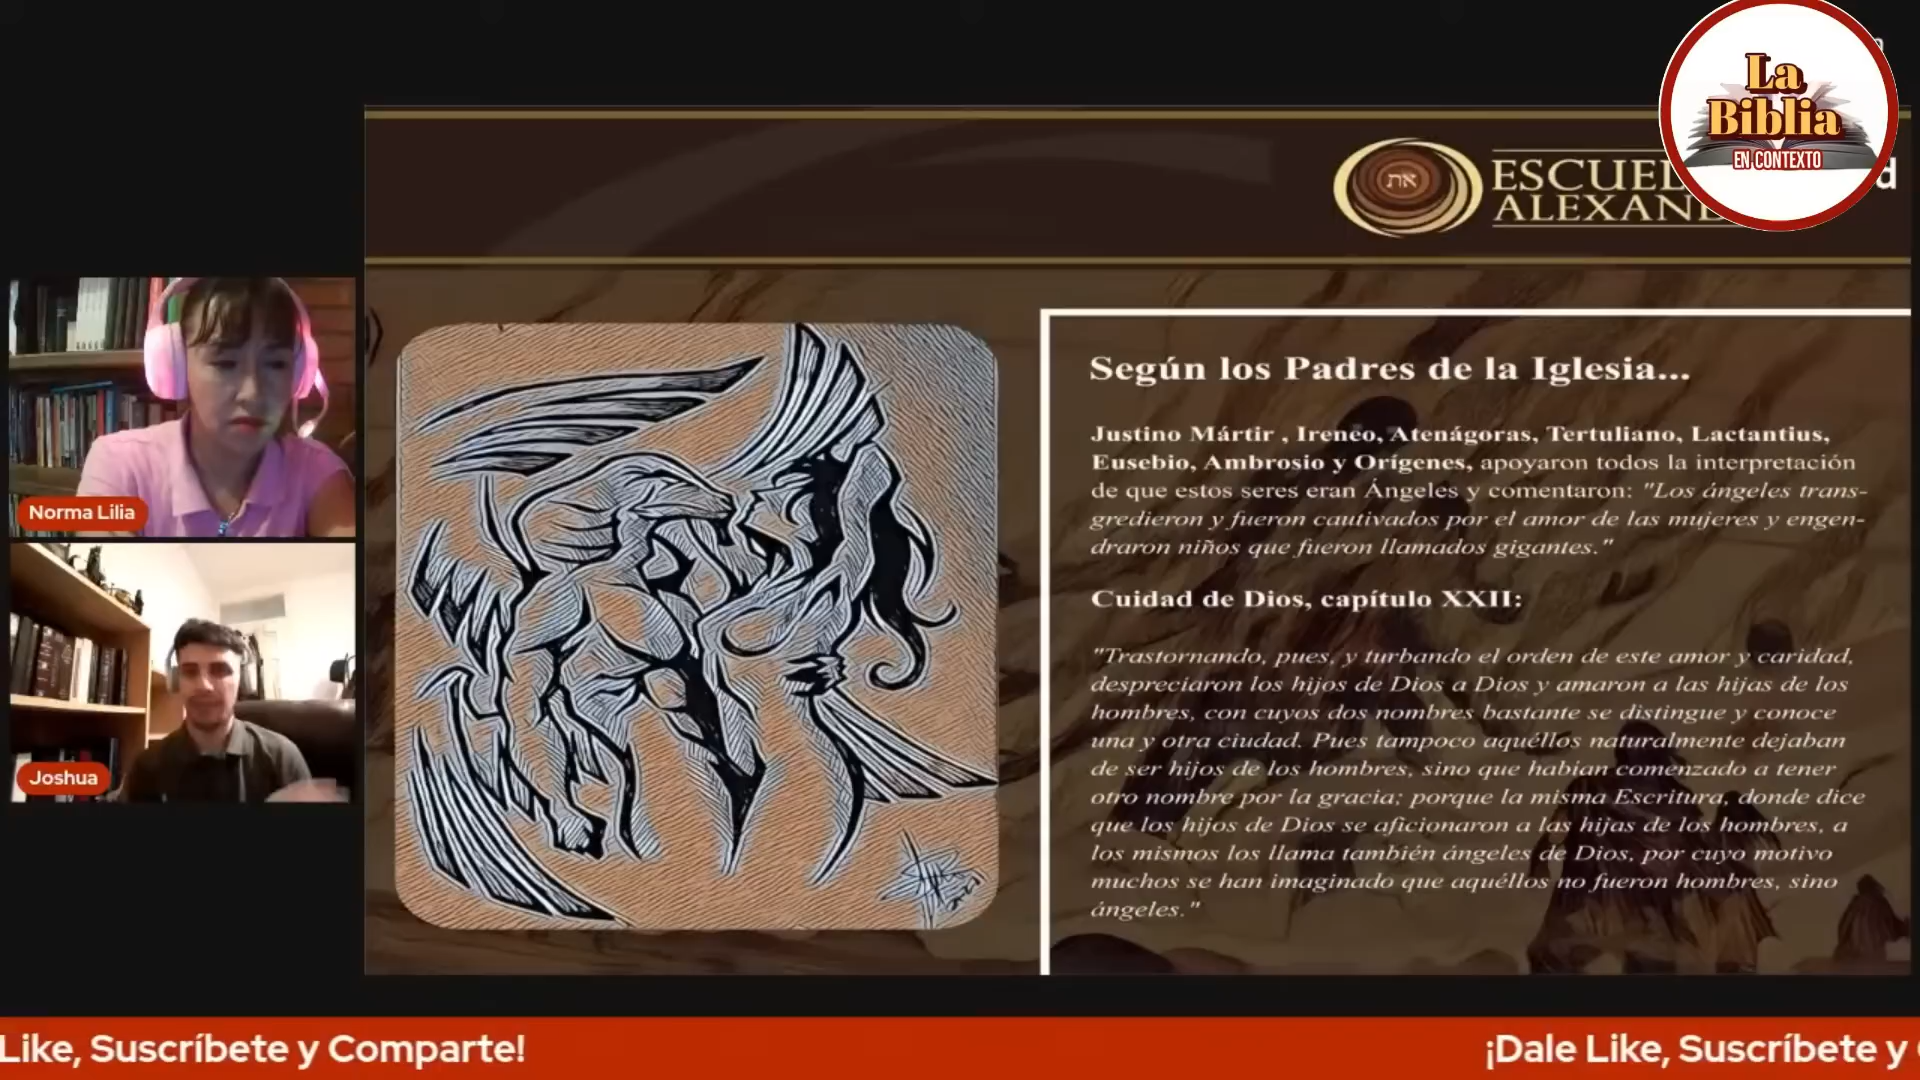 La
Biblia
EN CONTEXTO
את
ESCUEL
ALEXAN
d
Norma Lilia
Joshua
Según los Padres de la Iglesia...
Justino Mártir , Ireneo, Atenágoras, Tertuliano, Lactantius,
Eusebio, Ambrosio y Orígenes, apoyaron todos la interpretación
de que estos seres eran Ángeles y comentaron: "Los ángeles trans-
gredieron y fueron cautivados por el amor de las mujeres y engen-
draron niños que fueron llamados gigantes."
Cuidad de Dios, capítulo XXII:
"Trastornando, pues, y turbando el orden de este amor y caridad,
despreciaron los hijos de Dios a Dios y amaron a las hijas de los
hombres, con cuyos dos nombres bastante se distingue y conoce
una y otra ciudad. Pues tampoco aquéllos naturalmente dejaban
de ser hijos de los hombres, sino que habían comenzado a tener
otro nombre por la gracia; porque la misma Escritura, donde dice
que los hijos de Dios se aficionaron a las hijas de los hombres, a
los mismos los llama también ángeles de Dios, por cuyo motivo
muchos se han imaginado que aquéllos no fueron hombres, sino
ángeles."
Like, Suscríbete y Comparte!
¡Dale Like, Suscríbete y